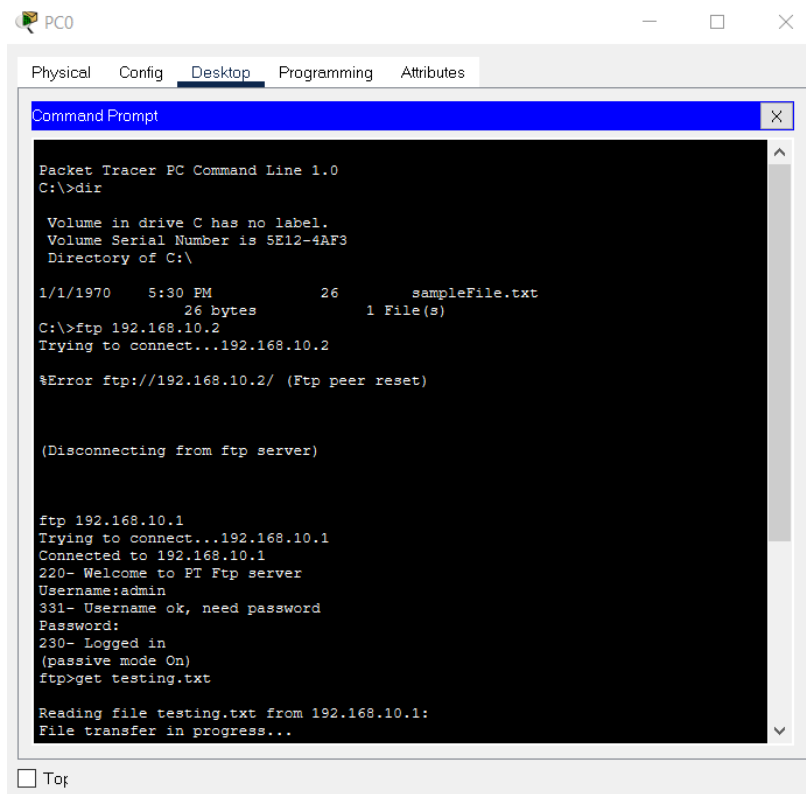 PC0
Physical Config Desktop Programming Attributes
Command Prompt
X
Packet Tracer PC Command Line 1.0
C:\>dir
Volume in drive C has no label.
Volume Serial Number is 5E12-4AF3
Directory of C:\
1/1/1970 5:30 PM 26 sampleFile.txt
26 bytes 1 File(s)
C:\>ftp 192.168.10.2
Trying to connect...192.168.10.2
%Error ftp://192.168.10.2/ (Ftp peer reset)
(Disconnecting from ftp server)
ftp 192.168.10.1
Trying to connect...192.168.10.1
Connected to 192.168.10.1
220- Welcome to PT Ftp server
Username:admin
331- Username ok, need password
Password:
230- Logged in
(passive mode On)
ftp>get testing.txt
Reading file testing.txt from 192.168.10.1:
File transfer in progress...
Top